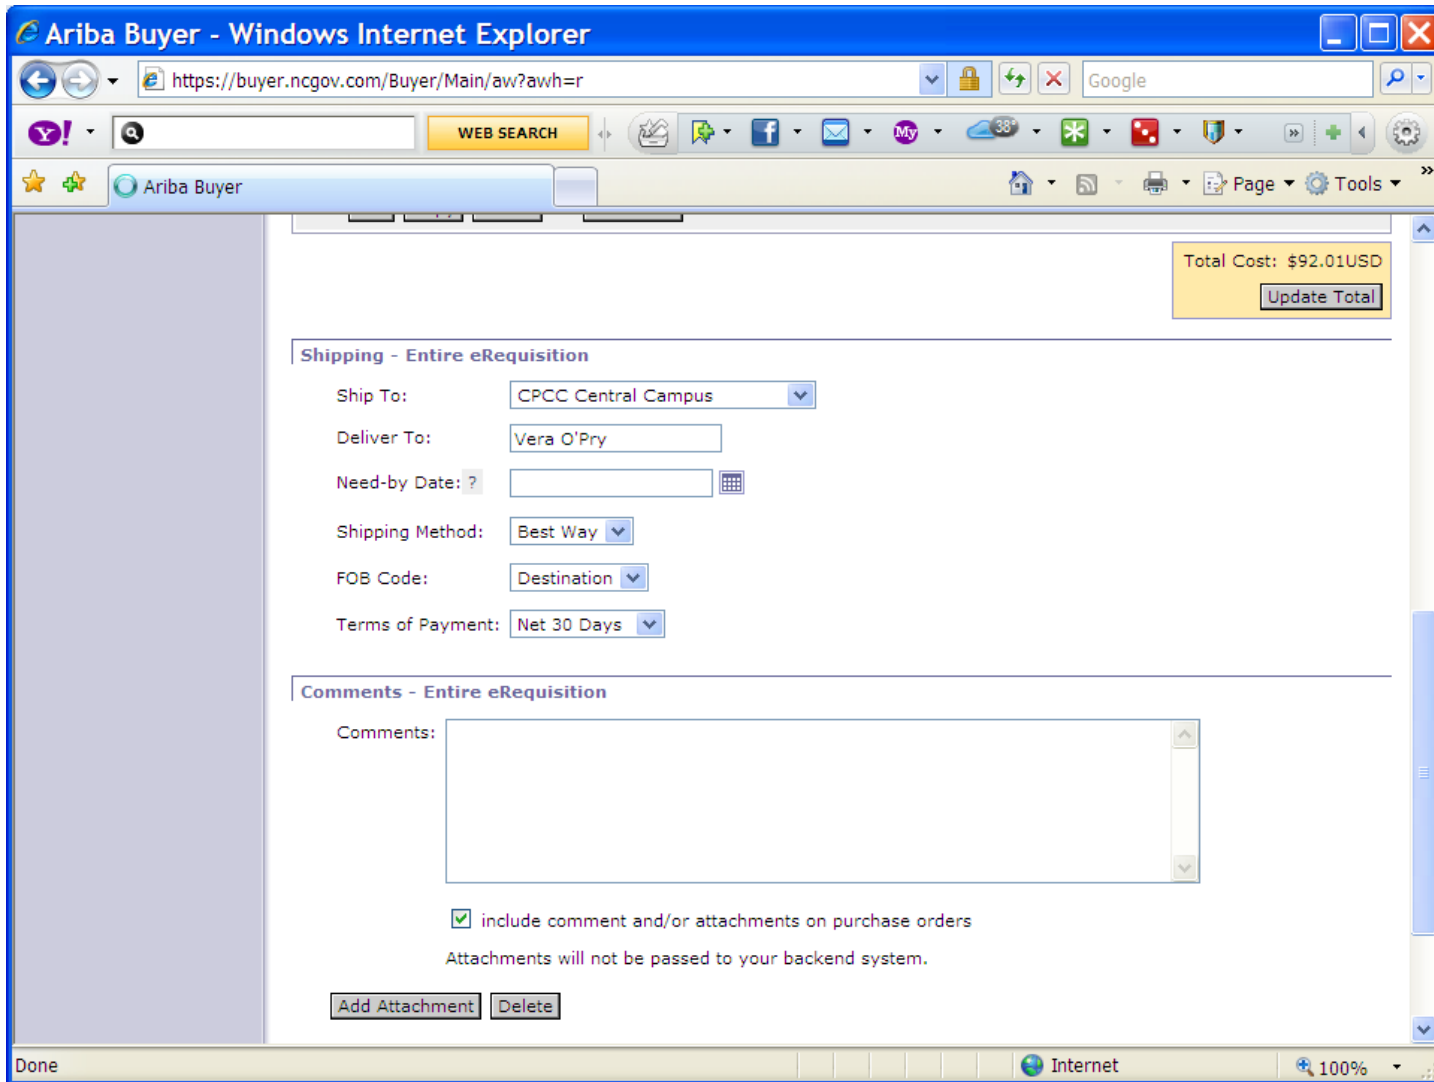 Ariba Buyer - Windows Internet Explorer
https://buyer.ncgov.com/Buyer/Main/aw?awh=r
Google
Y!
WEB SEARCH
My
38°
Ariba Buyer
Page
Tools
Total Cost: $92.01USD
Update Total
Shipping - Entire eRequisition
Ship To: CPCC Central Campus
Deliver To: Vera O'Pry
Need-by Date: ?
Shipping Method: Best Way
FOB Code: Destination
Terms of Payment: Net 30 Days
Comments - Entire eRequisition
Comments:
include comment and/or attachments on purchase orders
Attachments will not be passed to your backend system.
Add Attachment Delete
Done
Internet
100%